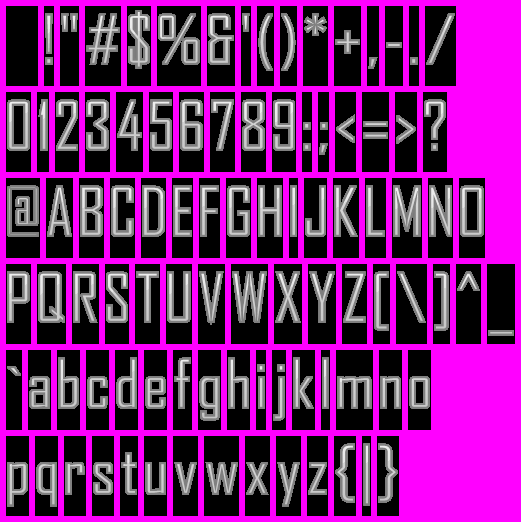 !"#$%&'()*+,-./
0123456789:;<=>?
@ABCDEFGHIJKLMNO
PQRSTUVWXYZ[\]^_
`abcdefghijklmno
pqrstuvwxyz{|}